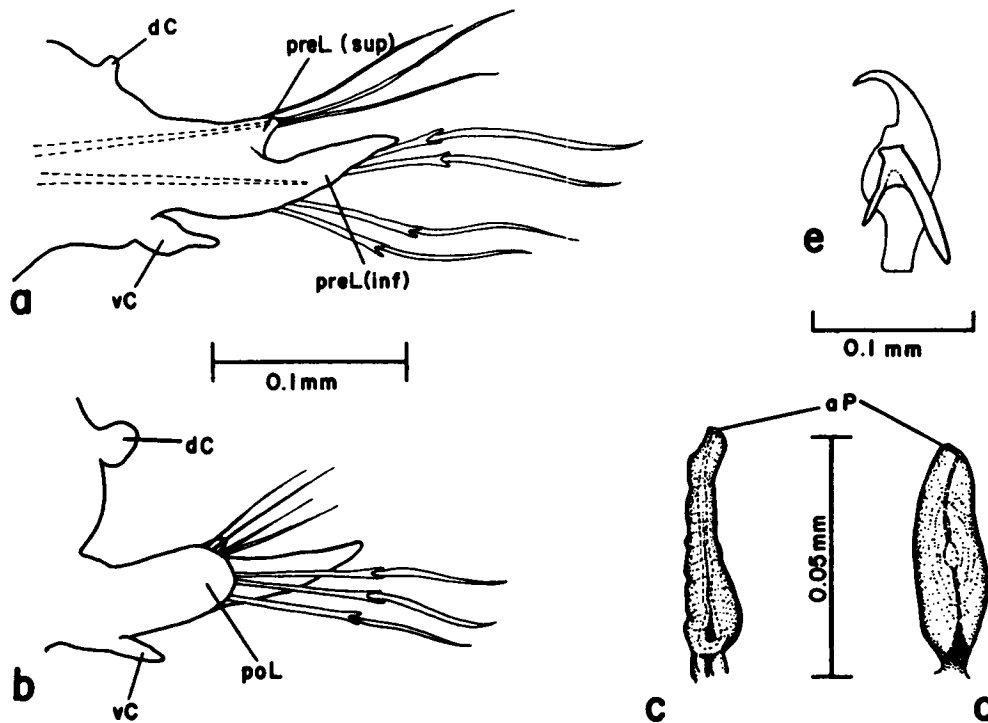 dC
preL (sup)
preL(inf)
vC
a
0.1mm
dC
poL
vC
b
e
0.1 mm
aP
0.05mm
c